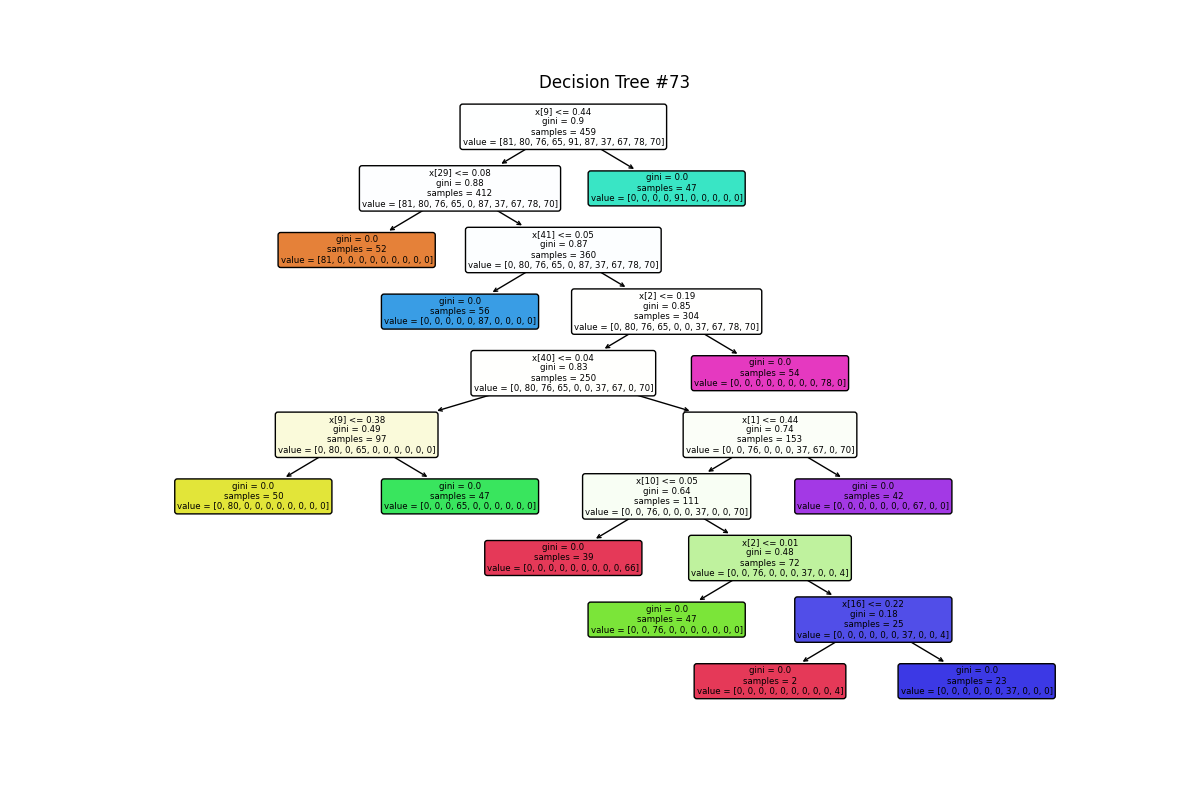 Decision Tree #73
x[9] <= 0.44
gini = 0.9
samples = 459
value = [81, 80, 76, 65, 91, 87, 37, 67, 78, 70]
x[29] <= 0.08
gini = 0.88
samples = 412
value = [81, 80, 76, 65, 0, 87, 37, 67, 78, 70]
gini = 0.0
samples = 47
value = [0, 0, 0, 0, 91, 0, 0, 0, 0, 0]
gini = 0.0
samples = 52
value = [81, 0, 0, 0, 0, 0, 0, 0, 0, 0]
x[41] <= 0.05
gini = 0.87
samples = 360
value = [0, 80, 76, 65, 0, 87, 37, 67, 78, 70]
gini = 0.0
samples = 56
value = [0, 0, 0, 0, 0, 87, 0, 0, 0, 0]
x[2] <= 0.19
gini = 0.85
samples = 304
value = [0, 80, 76, 65, 0, 0, 37, 67, 78, 70]
x[40] <= 0.04
gini = 0.83
samples = 250
value = [0, 80, 76, 65, 0, 0, 37, 67, 0, 70]
gini = 0.0
samples = 54
value = [0, 0, 0, 0, 0, 0, 0, 0, 78, 0]
x[9] <= 0.38
gini = 0.49
samples = 97
value = [0, 80, 0, 65, 0, 0, 0, 0, 0, 0]
x[1] <= 0.44
gini = 0.74
samples = 153
value = [0, 0, 76, 0, 0, 0, 37, 67, 0, 70]
gini = 0.0
samples = 50
value = [0, 80, 0, 0, 0, 0, 0, 0, 0, 0]
gini = 0.0
samples = 47
value = [0, 0, 0, 65, 0, 0, 0, 0, 0, 0]
x[10] <= 0.05
gini = 0.64
samples = 111
value = [0, 0, 76, 0, 0, 0, 37, 0, 0, 70]
gini = 0.0
samples = 42
value = [0, 0, 0, 0, 0, 0, 0, 67, 0, 0]
gini = 0.0
samples = 39
value = [0, 0, 0, 0, 0, 0, 0, 0, 0, 66]
x[2] <= 0.01
gini = 0.48
samples = 72
value = [0, 0, 76, 0, 0, 0, 37, 0, 0, 4]
gini = 0.0
samples = 47
value = [0, 0, 76, 0, 0, 0, 0, 0, 0, 0]
x[16] <= 0.22
gini = 0.18
samples = 25
value = [0, 0, 0, 0, 0, 0, 37, 0, 0, 4]
gini = 0.0
samples = 2
value = [0, 0, 0, 0, 0, 0, 0, 0, 0, 4]
gini = 0.0
samples = 23
value = [0, 0, 0, 0, 0, 0, 37, 0, 0, 0]